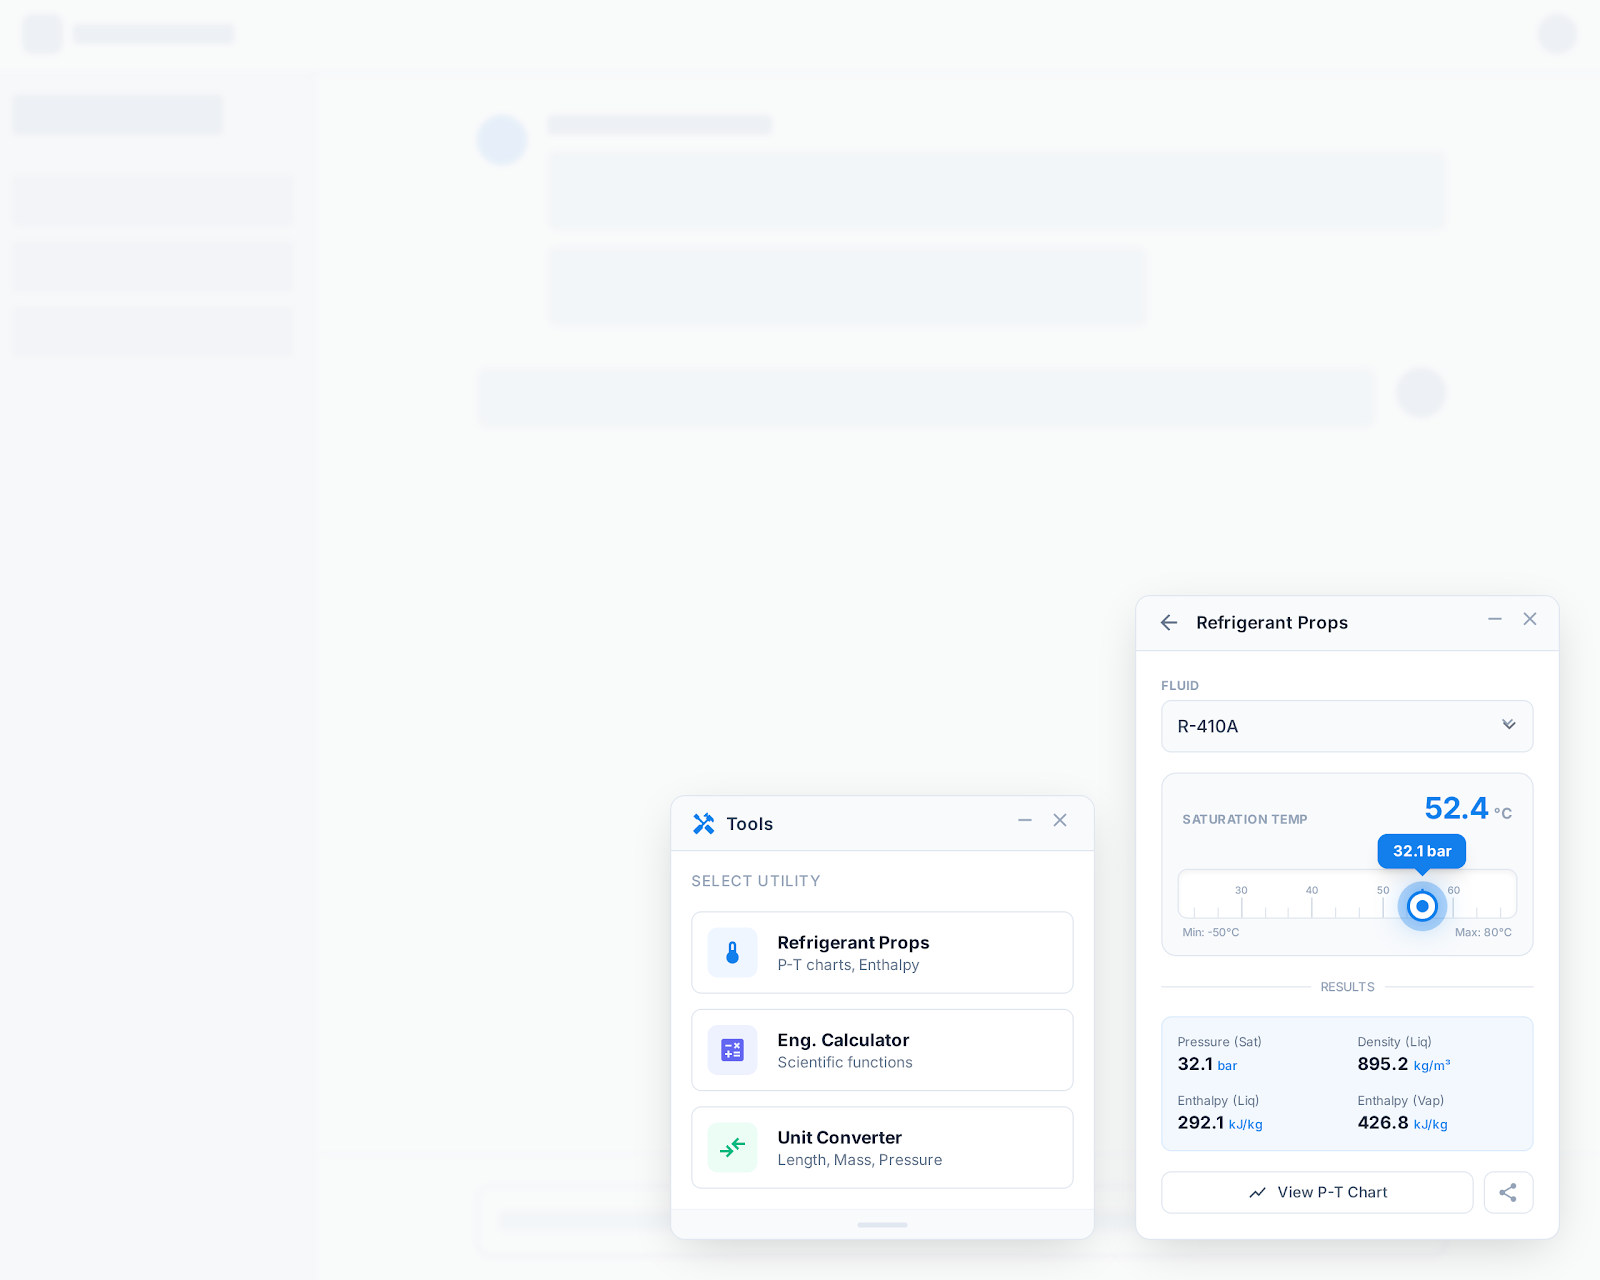 Tools
SELECT UTILITY
Refrigerant Props
P-T charts, Enthalpy
Eng. Calculator
Scientific functions
Unit Converter
Length, Mass, Pressure
Refrigerant Props
FLUID
R-410A
SATURATION TEMP
52.4 °C
32.1 bar
30 40 50 60
Min: -50°C Max: 80°C
RESULTS
Pressure (Sat) Density (Liq)
32.1 bar 895.2 kg/m³
Enthalpy (Liq) Enthalpy (Vap)
292.1 kJ/kg 426.8 kJ/kg
View P-T Chart